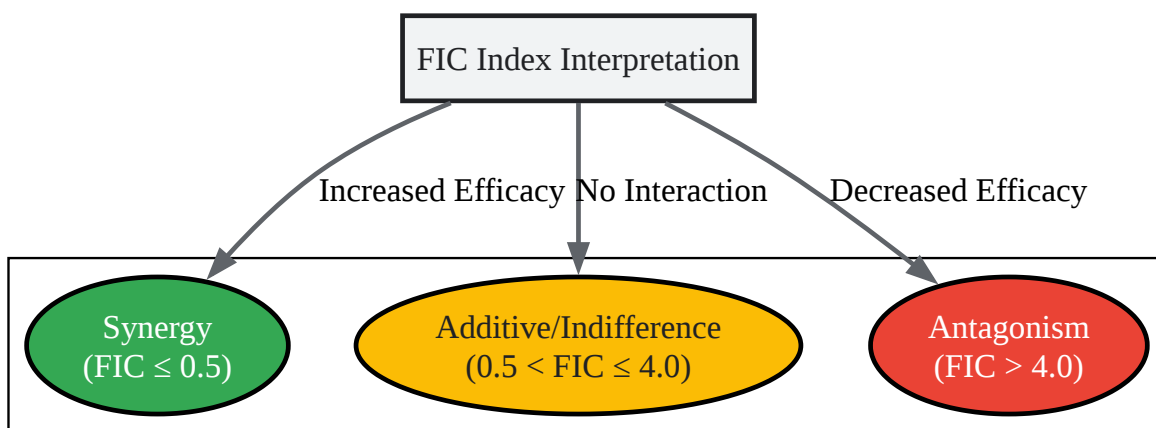 FIC Index Interpretation
Increased Efficacy
No Interaction
Decreased Efficacy
Synergy
(FIC ≤ 0.5)
Additive/Indifference
(0.5 < FIC ≤ 4.0)
Antagonism
(FIC > 4.0)